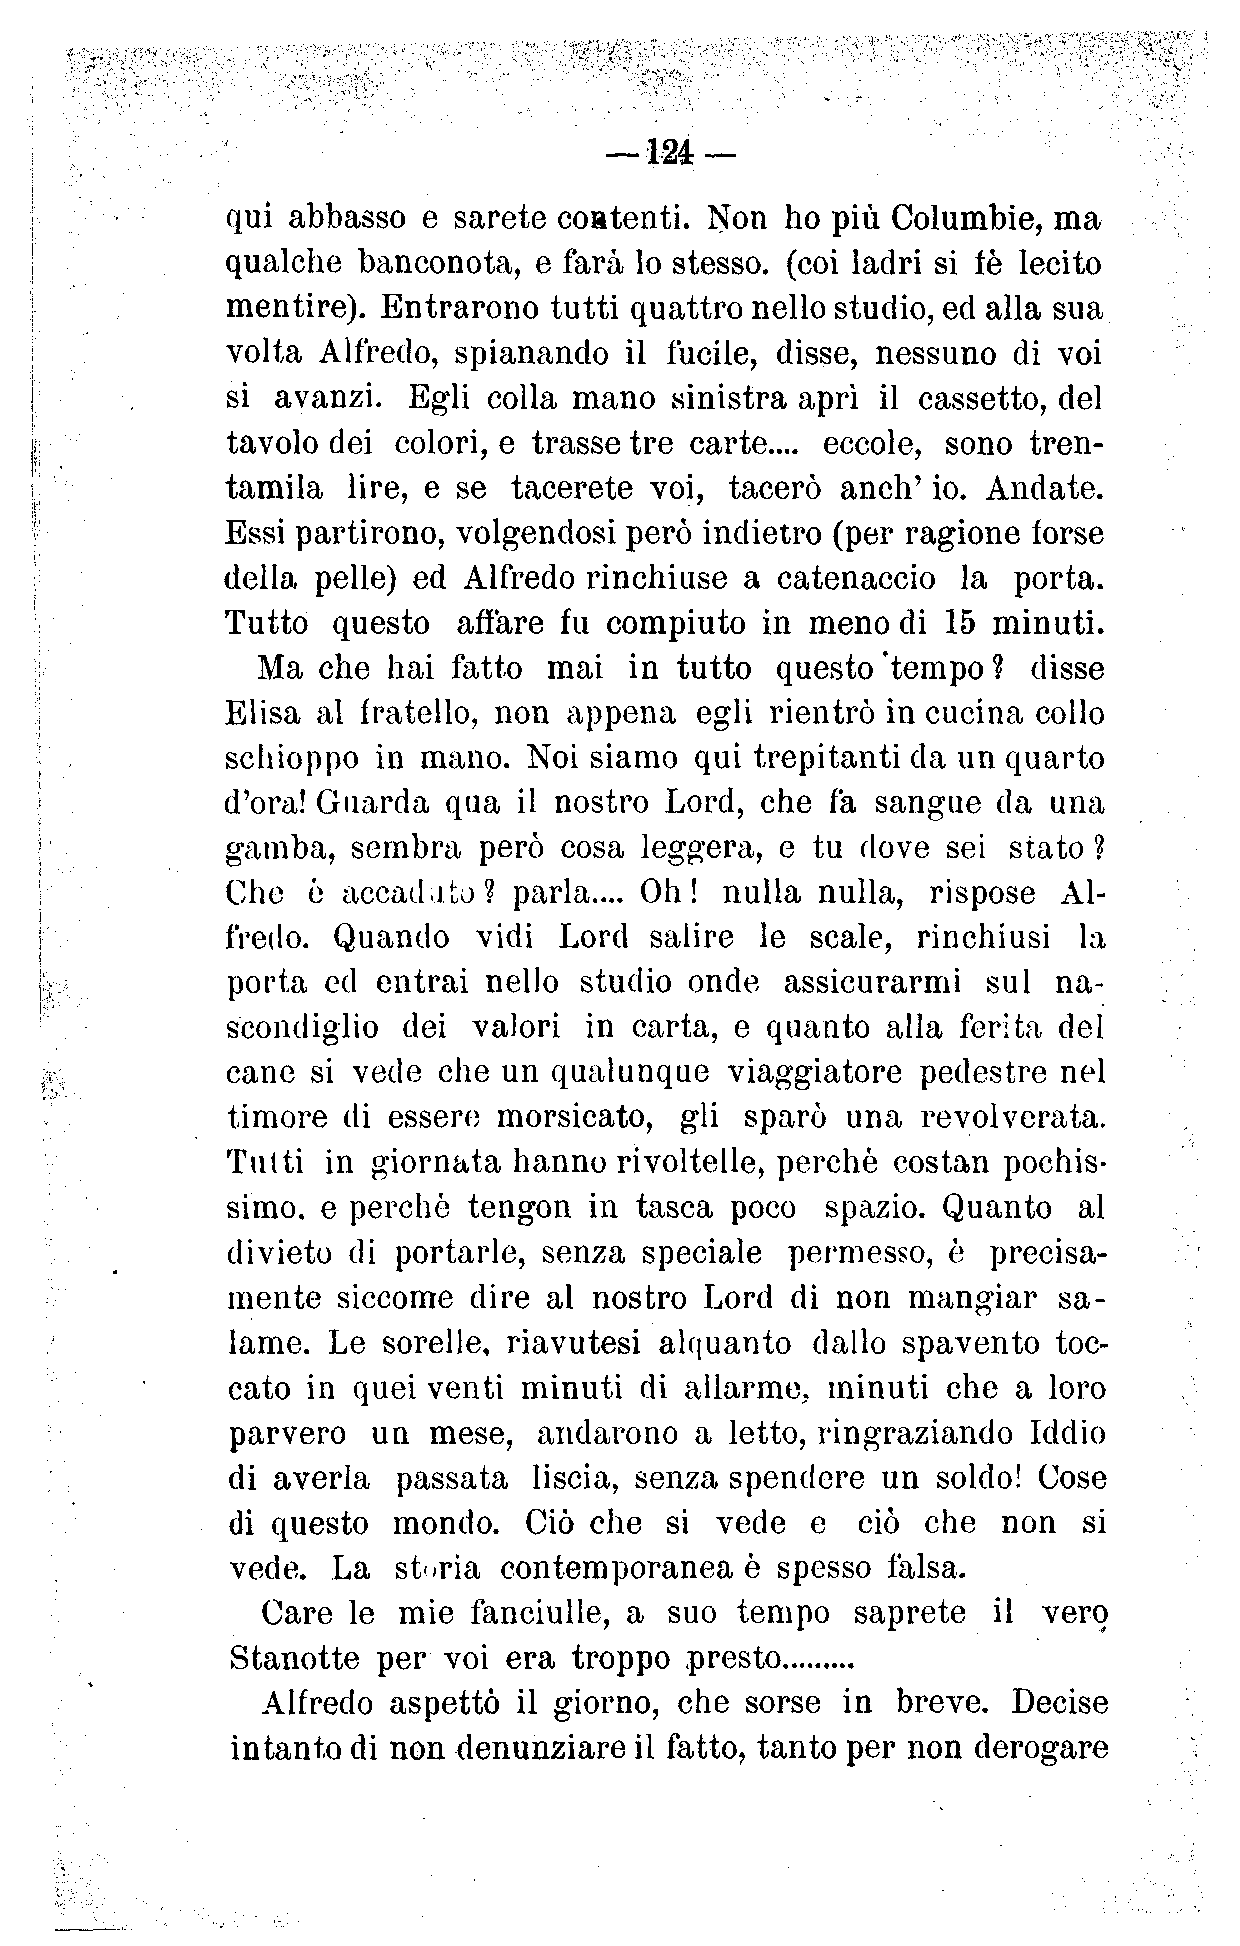 — 124 —
qui abbasso e sarete contenti. Non ho più Columbie, ma
qualche banconota, e farà lo stesso. (coi ladri si fè lecito
mentire). Entrarono tutti quattro nello studio, ed alla sua
volta Alfredo, spianando il fucile, disse, nessuno di voi
si avanzi. Egli colla mano sinistra aprì il cassetto, del
tavolo dei colori, e trasse tre carte.... eccole, sono tren-
tamila lire, e se tacerete voi, tacerò anch' io. Andate.
Essi partirono, volgendosi però indietro (per ragione forse
della pelle) ed Alfredo rinchiuse a catenaccio la porta.
Tutto questo affare fu compiuto in meno di 15 minuti.
Ma che hai fatto mai in tutto questo tempo? disse
Elisa al fratello, non appena egli rientrò in cucina collo
schioppo in mano. Noi siamo qui trepitanti da un quarto
d'ora! Guarda qua il nostro Lord, che fa sangue da una
gamba, sembra però cosa leggera, e tu dove sei stato?
Che è accaduto? parla.... Oh! nulla nulla, rispose Al-
fredo. Quando vidi Lord salire le scale, rinchiusi la
porta ed entrai nello studio onde assicurarmi sul na-
scondiglio dei valori in carta, e quanto alla ferita del
cane si vede che un qualunque viaggiatore pedestre nel
timore di essere morsicato, gli sparò una revolverata.
Tutti in giornata hanno rivoltelle, perchè costan pochis-
simo. e perchè tengon in tasca poco spazio. Quanto al
divieto di portarle, senza speciale permesso, è precisa-
mente siccome dire al nostro Lord di non mangiar sa-
lame. Le sorelle, riavutesi alquanto dallo spavento toc-
cato in quei venti minuti di allarme, minuti che a loro
parvero un mese, andarono a letto, ringraziando Iddio
di averla passata liscia, senza spendere un soldo! Cose
di questo mondo. Ciò che si vede e ciò che non si
vede. La storia contemporanea è spesso falsa.
Care le mie fanciulle, a suo tempo saprete il vero
Stanotte per voi era troppo presto.........
Alfredo aspettò il giorno, che sorse in breve. Decise
intanto di non denunziare il fatto, tanto per non derogare